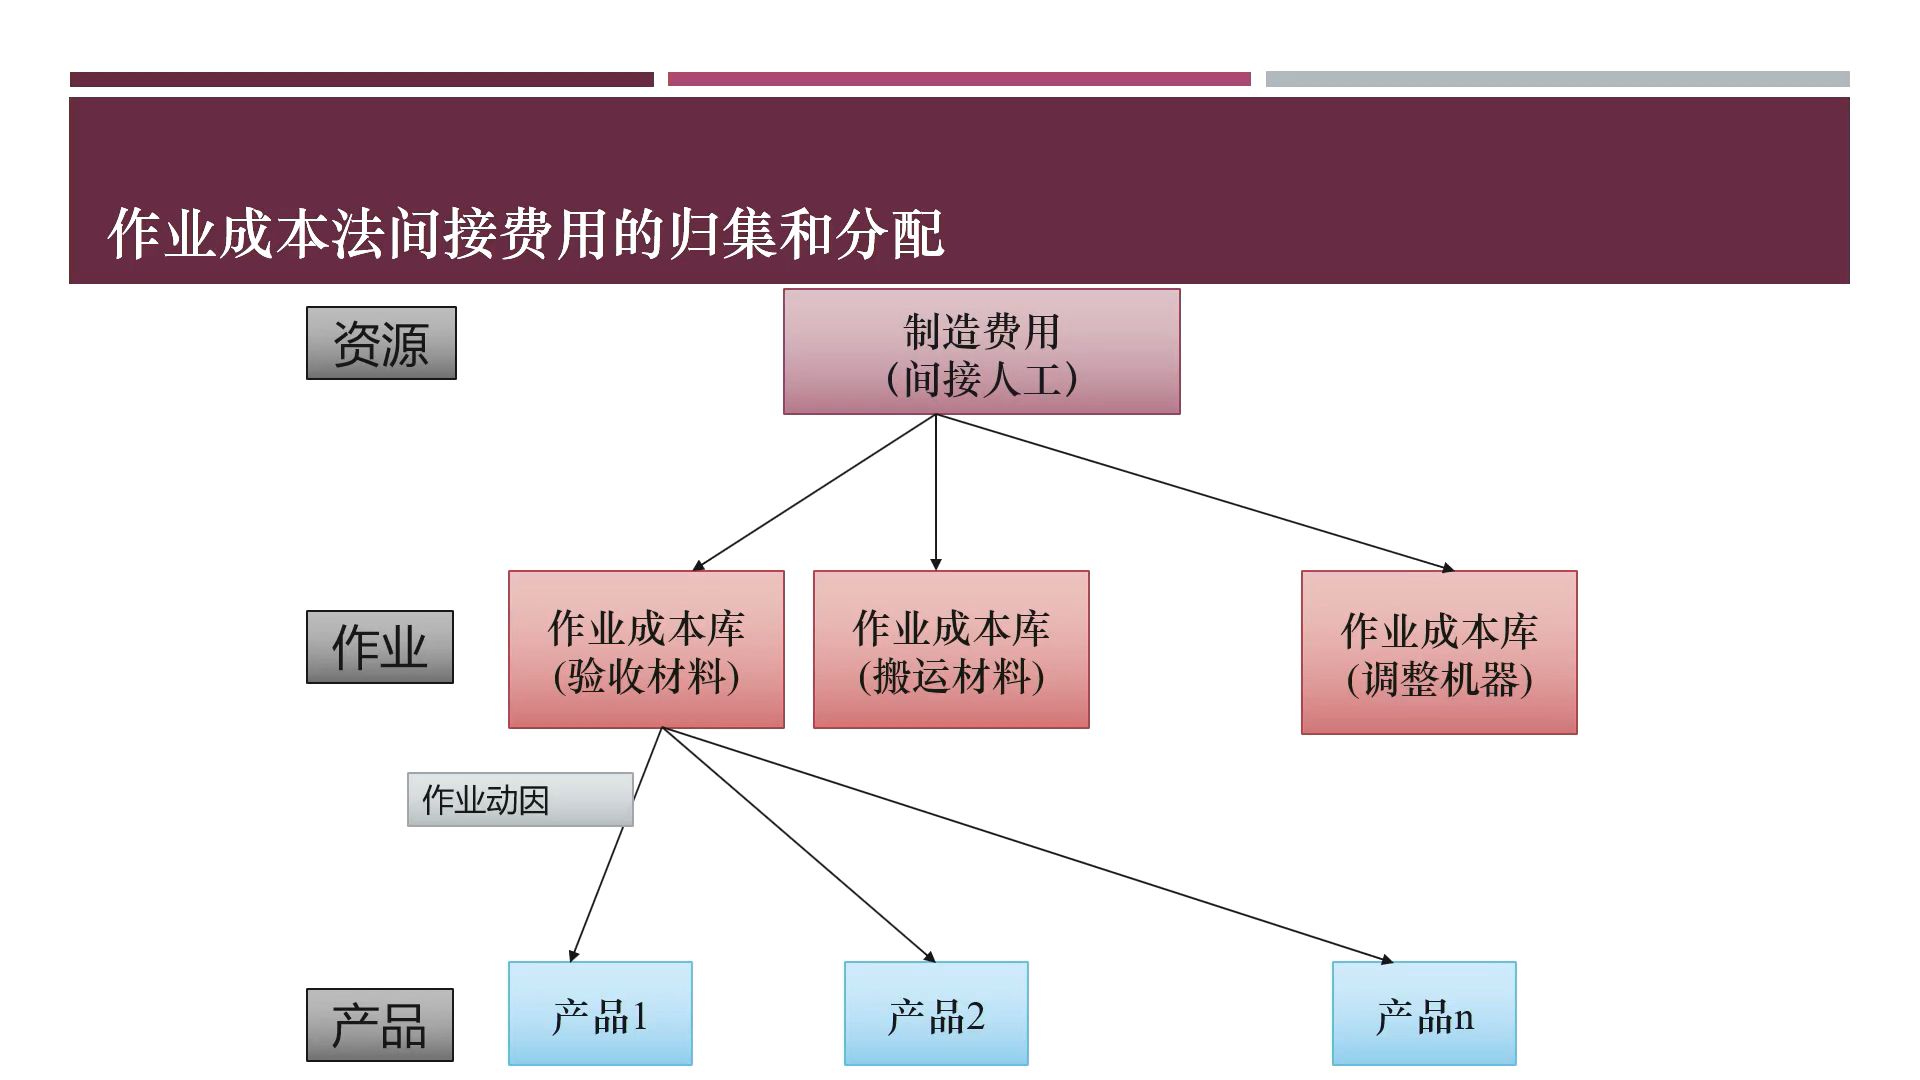 作业成本法间接费用的归集和分配
资源
制造费用
（间接人工）
作业
作业成本库
(验收材料)
作业成本库
(搬运材料)
作业成本库
(调整机器)
作业动因
产品
产品1
产品2
产品n